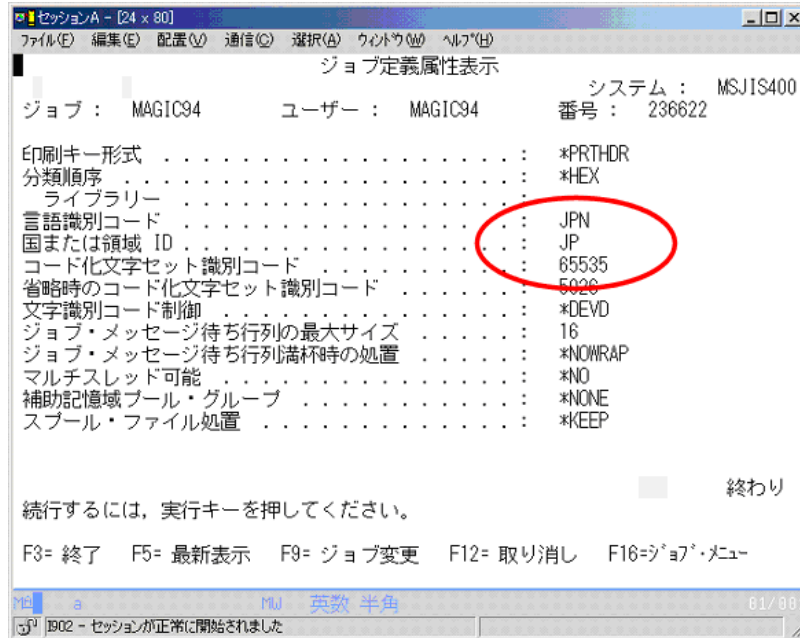 セッションA - [24 x 80]
ファイル(F) 編集(E) 配置(V) 通信(C) 選択(A) ウィンドウ(W) ヘルプ(H)
ジョブ定義属性表示
システム : MSJIS400
ジョブ : MAGIC94 ユーザー : MAGIC94 番号 : 236622
印刷キー形式 . . . . . . . . . . . . . . . . . . : *PRTHDR
分類順序 . . . . . . . . . . . . . . . . . . . . : *HEX
ライブラリー . . . . . . . . . . . . . . . . . :
言語識別コード . . . . . . . . . . . . . . . . . : JPN
国または領域 ID . . . . . . . . . . . . . . . . . : JP
コード化文字セット識別コード . . . . . . . . . . : 65535
省略時のコード化文字セット識別コード . . . . . . : 5026
文字識別コード制御 . . . . . . . . . . . . . . . : *DEVD
ジョブ・メッセージ待ち行列の最大サイズ . . . . . : 16
ジョブ・メッセージ待ち行列満杯時の処置 . . . . . : *NOWRAP
マルチスレッド可能 . . . . . . . . . . . . . . . : *NO
補助記憶域プール・グループ . . . . . . . . . . . : *NONE
スプール・ファイル処置 . . . . . . . . . . . . . : *KEEP
終わり
続行するには，実行キーを押してください。
F3= 終了 F5= 最新表示 F9= ジョブ変更 F12= 取り消し F16=ジョブ・メニュー
a MW 英数 半角
I902 - セッションが正常に開始されました